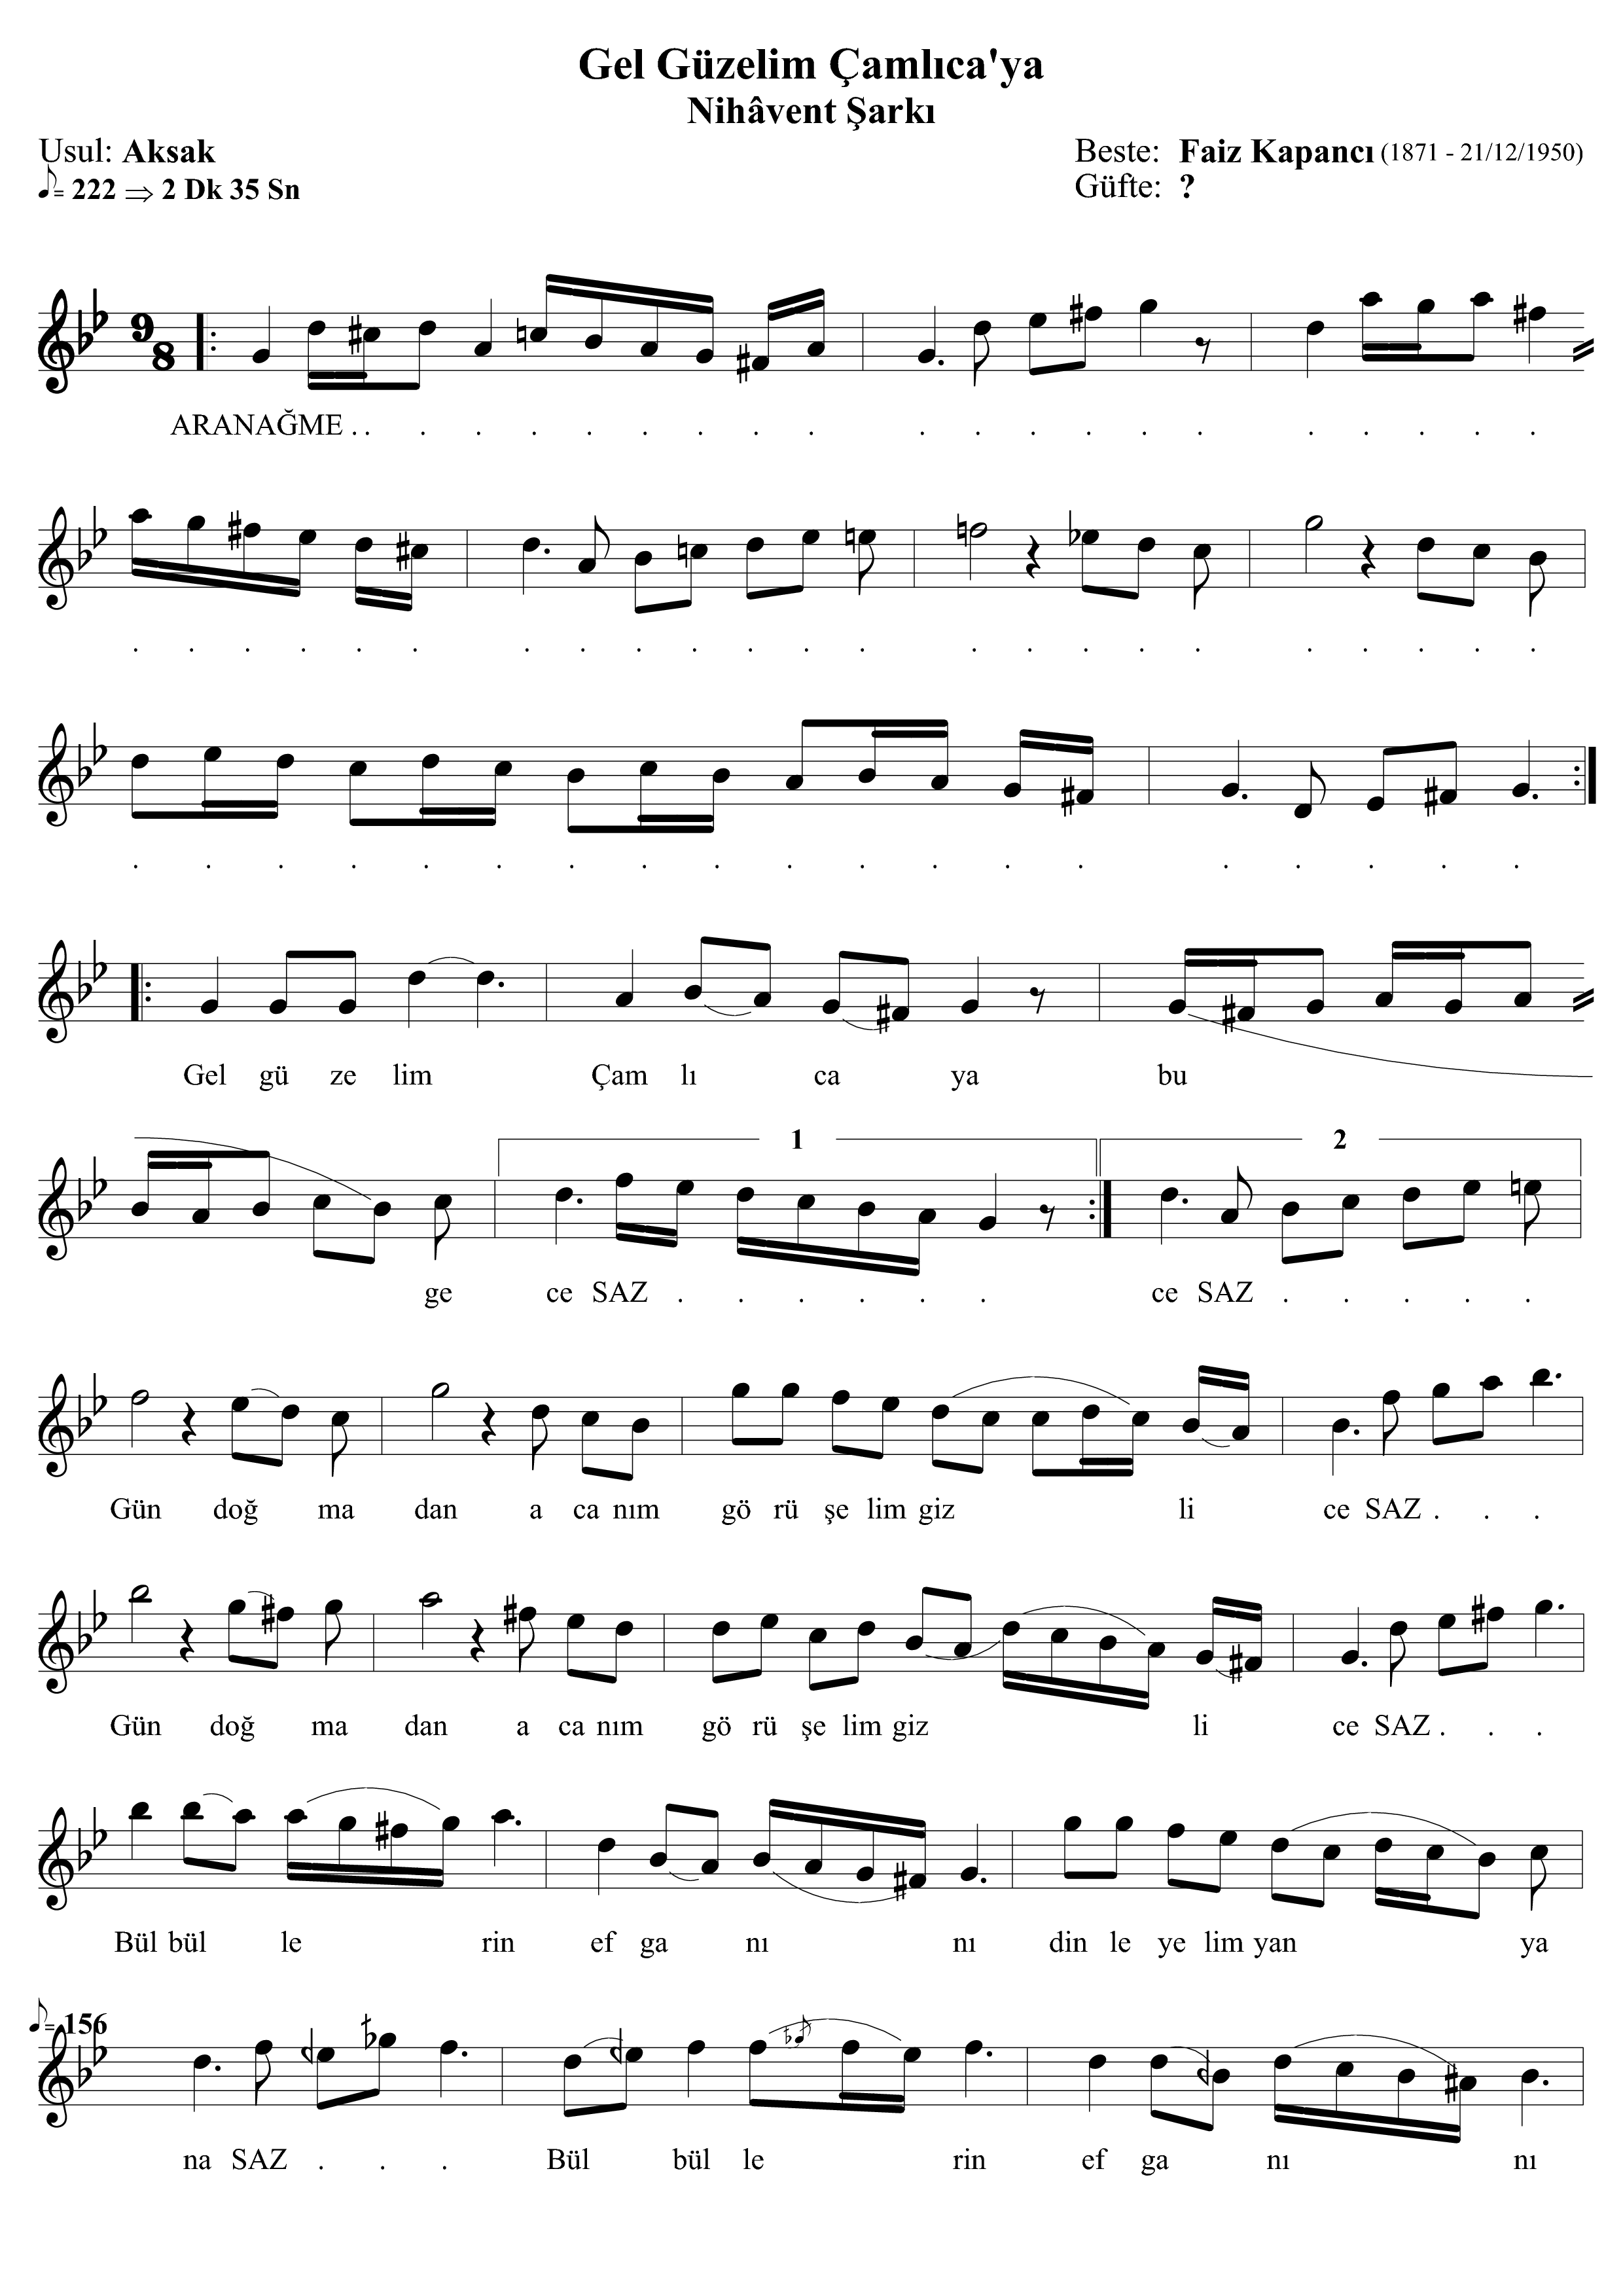 Gel Güzelim Çamlıca'ya
Nihâvent Şarkı
Usul: Aksak
Beste: Faiz Kapancı (1871 - 21/12/1950)
♪= 222 ⇒ 2 Dk 35 Sn
Güfte: ?
9
8
ARANAĞME . . . . . . . . . . . . . . . . . . . . .
. . . . . . . . . . . . . . . . . . . . . . .
. . . . . . . . . . . . . . . . . . .
Gel gü ze lim Çam lı ca ya bu
1 2
ge ce SAZ . . . . . . ce SAZ . . . . .
Gün doğ ma dan a ca nım gö rü şe lim giz li ce SAZ . . .
Gün doğ ma dan a ca nım gö rü şe lim giz li ce SAZ . . .
Bül bül le rin ef ga nı nı din le ye lim yan ya
♪= 156
na SAZ . . . Bül bül le rin ef ga nı nı